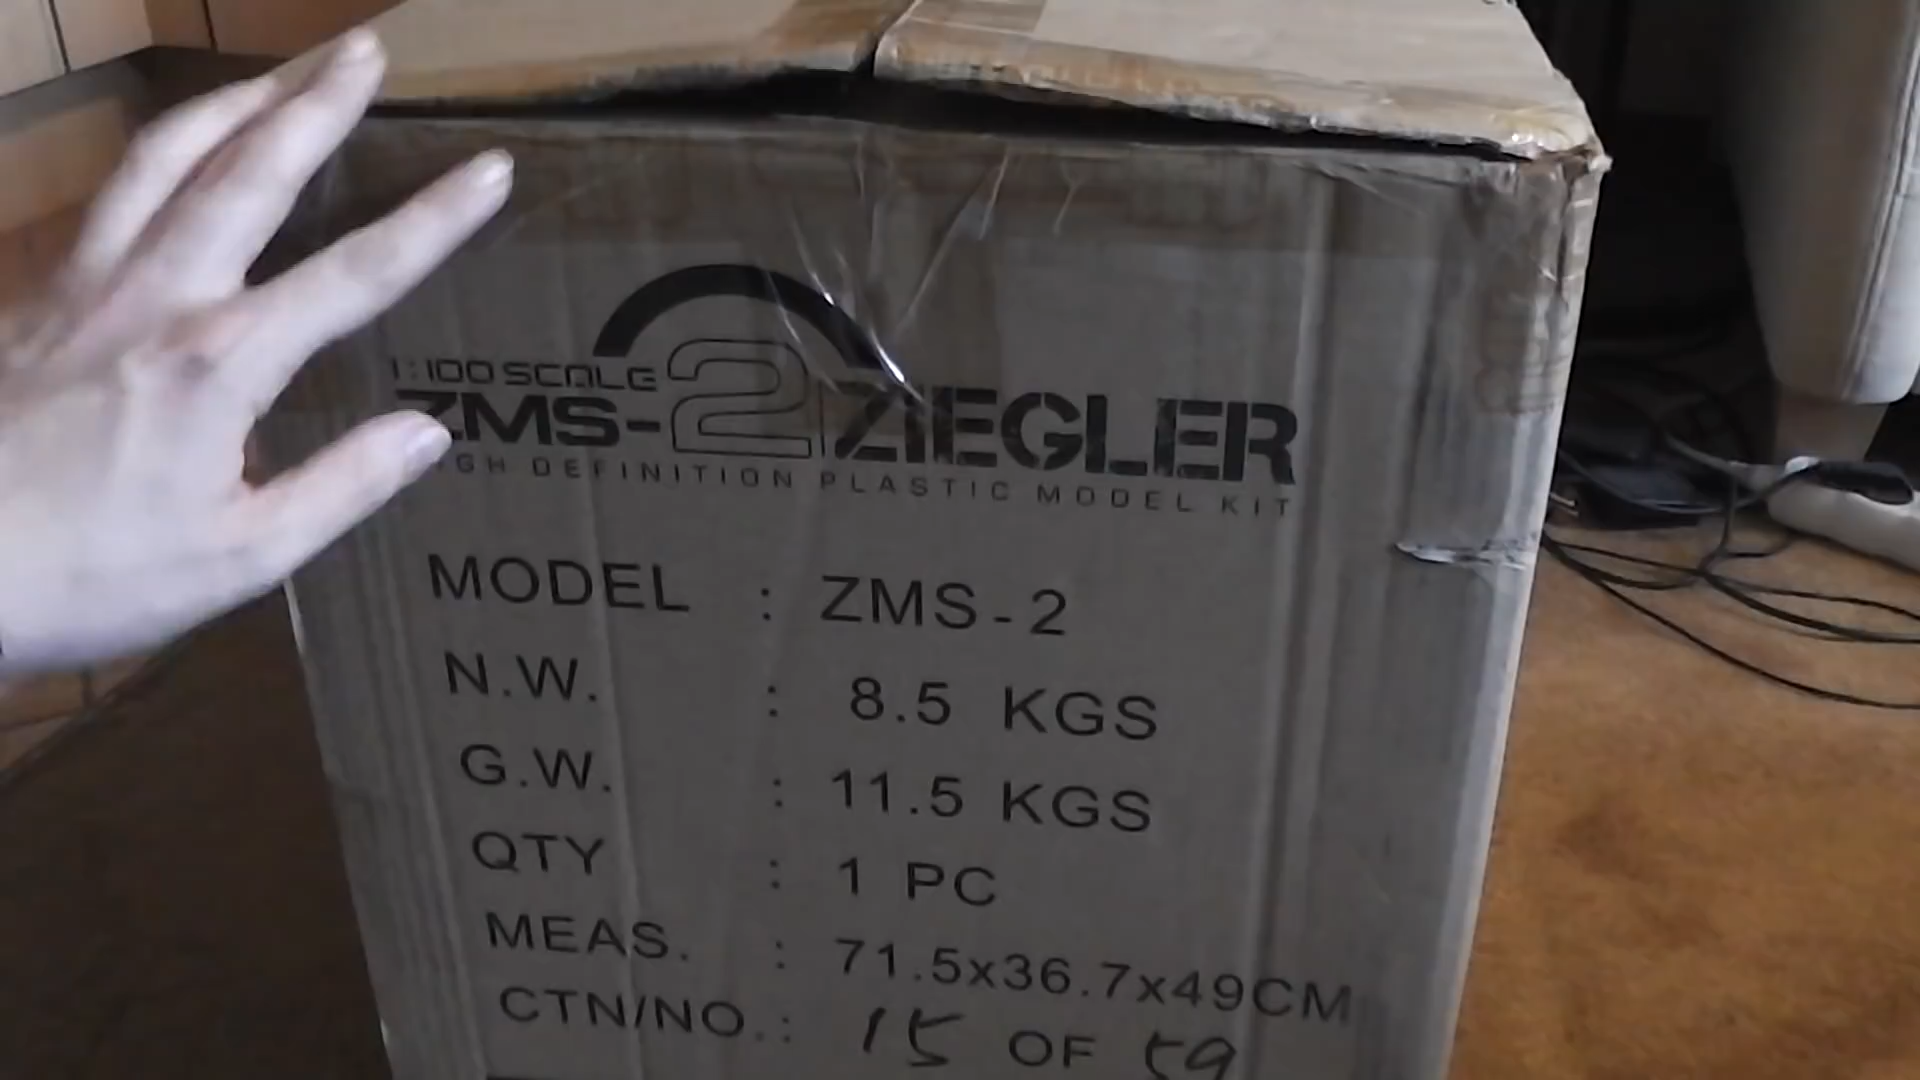 1:100 SCALE
ZMS-2 ZIEGLER
HIGH DEFINITION PLASTIC MODEL KIT
MODEL : ZMS-2
N.W. : 8.5 KGS
G.W. : 11.5 KGS
QTY : 1 PC
MEAS. : 71.5x36.7x49CM
CTN/NO.: 15 OF 59